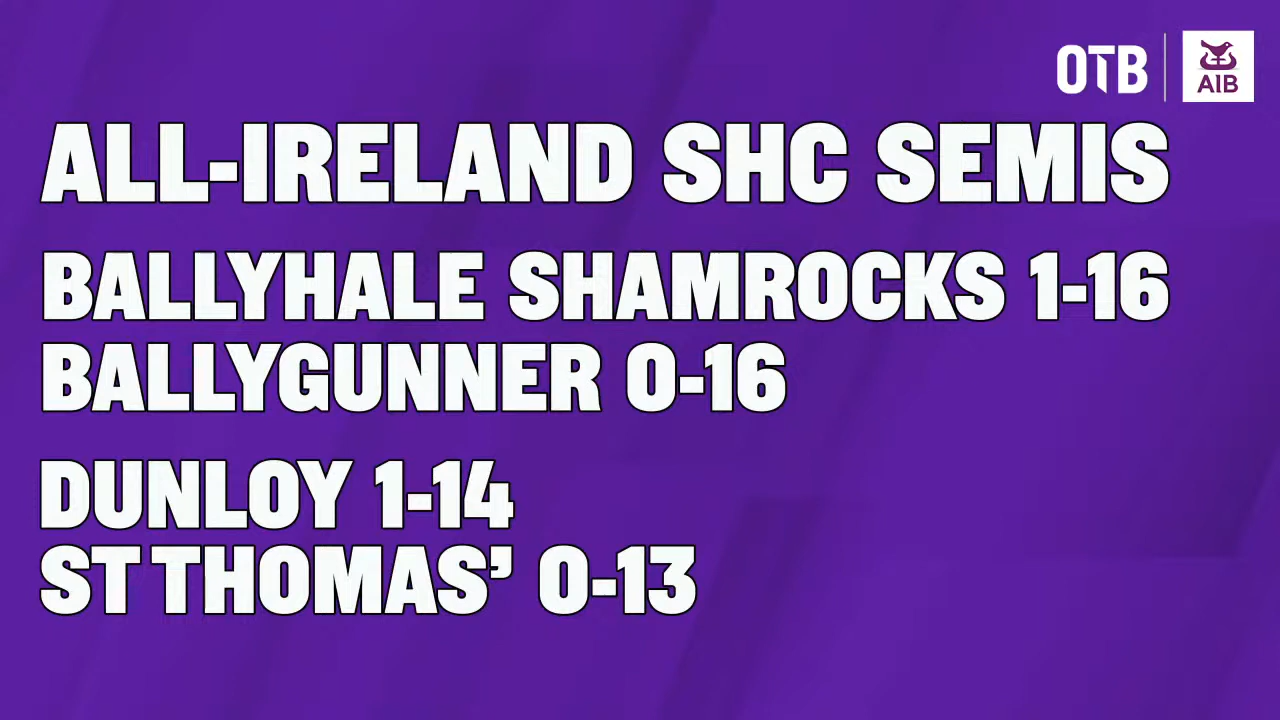 OTB
AIB
ALL-IRELAND SHC SEMIS
BALLYHALE SHAMROCKS 1-16
BALLYGUNNER 0-16
DUNLOY 1-14
ST THOMAS’ 0-13